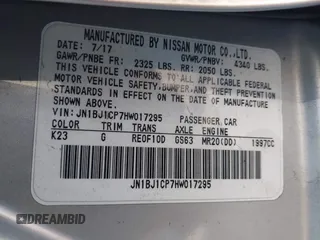 MANUFACTURED BY NISSAN MOTOR CO.,LTD.
DATE: 7/17 GVWR/PNBV: 4340 LBS.
GAWR/PNBE FR: 2325 LBS. RR: 2050 LBS.
THIS VEHICLE CONFORMS TO ALL APPLICABLE FEDERAL
MOTOR VEHICLE SAFETY, BUMPER, AND THEFT PREVENTION
STANDARDS IN EFFECT ON THE DATE OF MANUFACTURE
SHOWN ABOVE.
VIN: JN1BJ1CP7HW017295 PASSENGER CAR
COLOR TRIM TRANS
K23 G RE0F10D GS63 MR20(DD) 1997CC
JN1BJ1CP7HW017295
DREAMBID